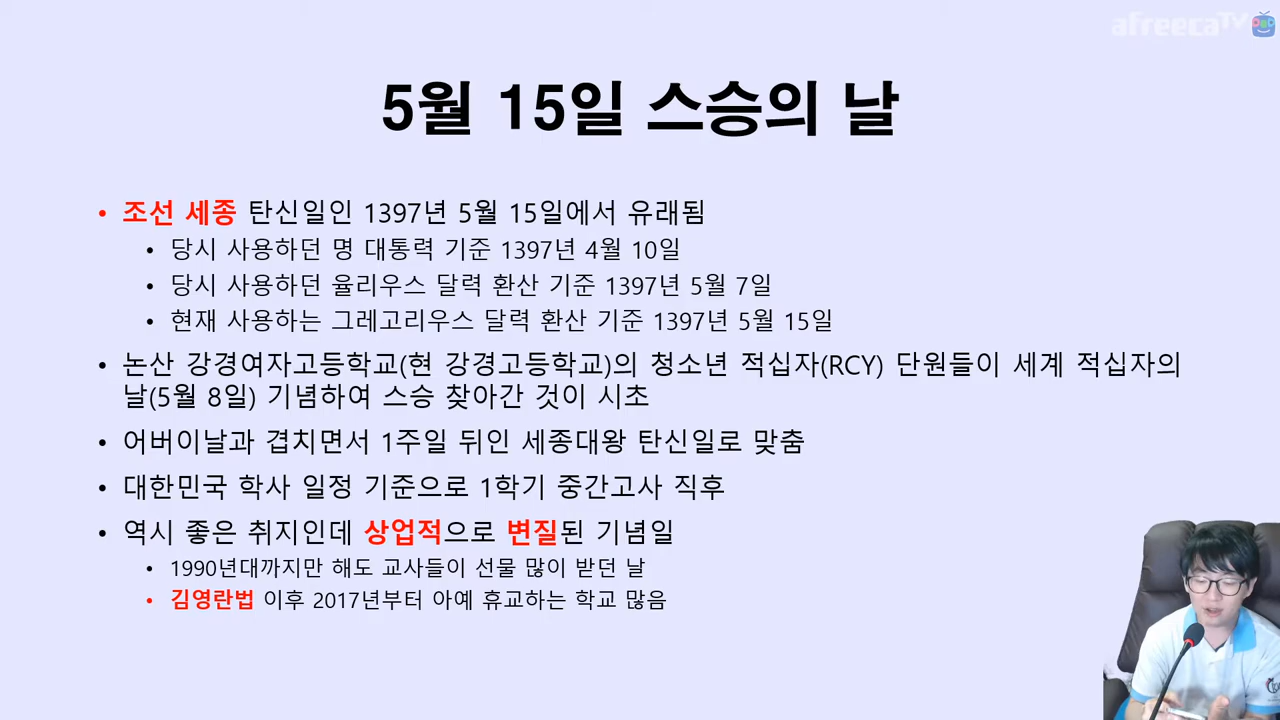 afreecaTV
5월 15일 스승의 날
• 조선 세종 탄신일인 1397년 5월 15일에서 유래됨
• 당시 사용하던 명 대통력 기준 1397년 4월 10일
• 당시 사용하던 율리우스 달력 환산 기준 1397년 5월 7일
• 현재 사용하는 그레고리우스 달력 환산 기준 1397년 5월 15일
• 논산 강경여자고등학교(현 강경고등학교)의 청소년 적십자(RCY) 단원들이 세계 적십자의
날(5월 8일) 기념하여 스승 찾아간 것이 시초
• 어버이날과 겹치면서 1주일 뒤인 세종대왕 탄신일로 맞춤
• 대한민국 학사 일정 기준으로 1학기 중간고사 직후
• 역시 좋은 취지인데 상업적으로 변질된 기념일
• 1990년대까지만 해도 교사들이 선물 많이 받던 날
• 김영란법 이후 2017년부터 아예 휴교하는 학교 많음